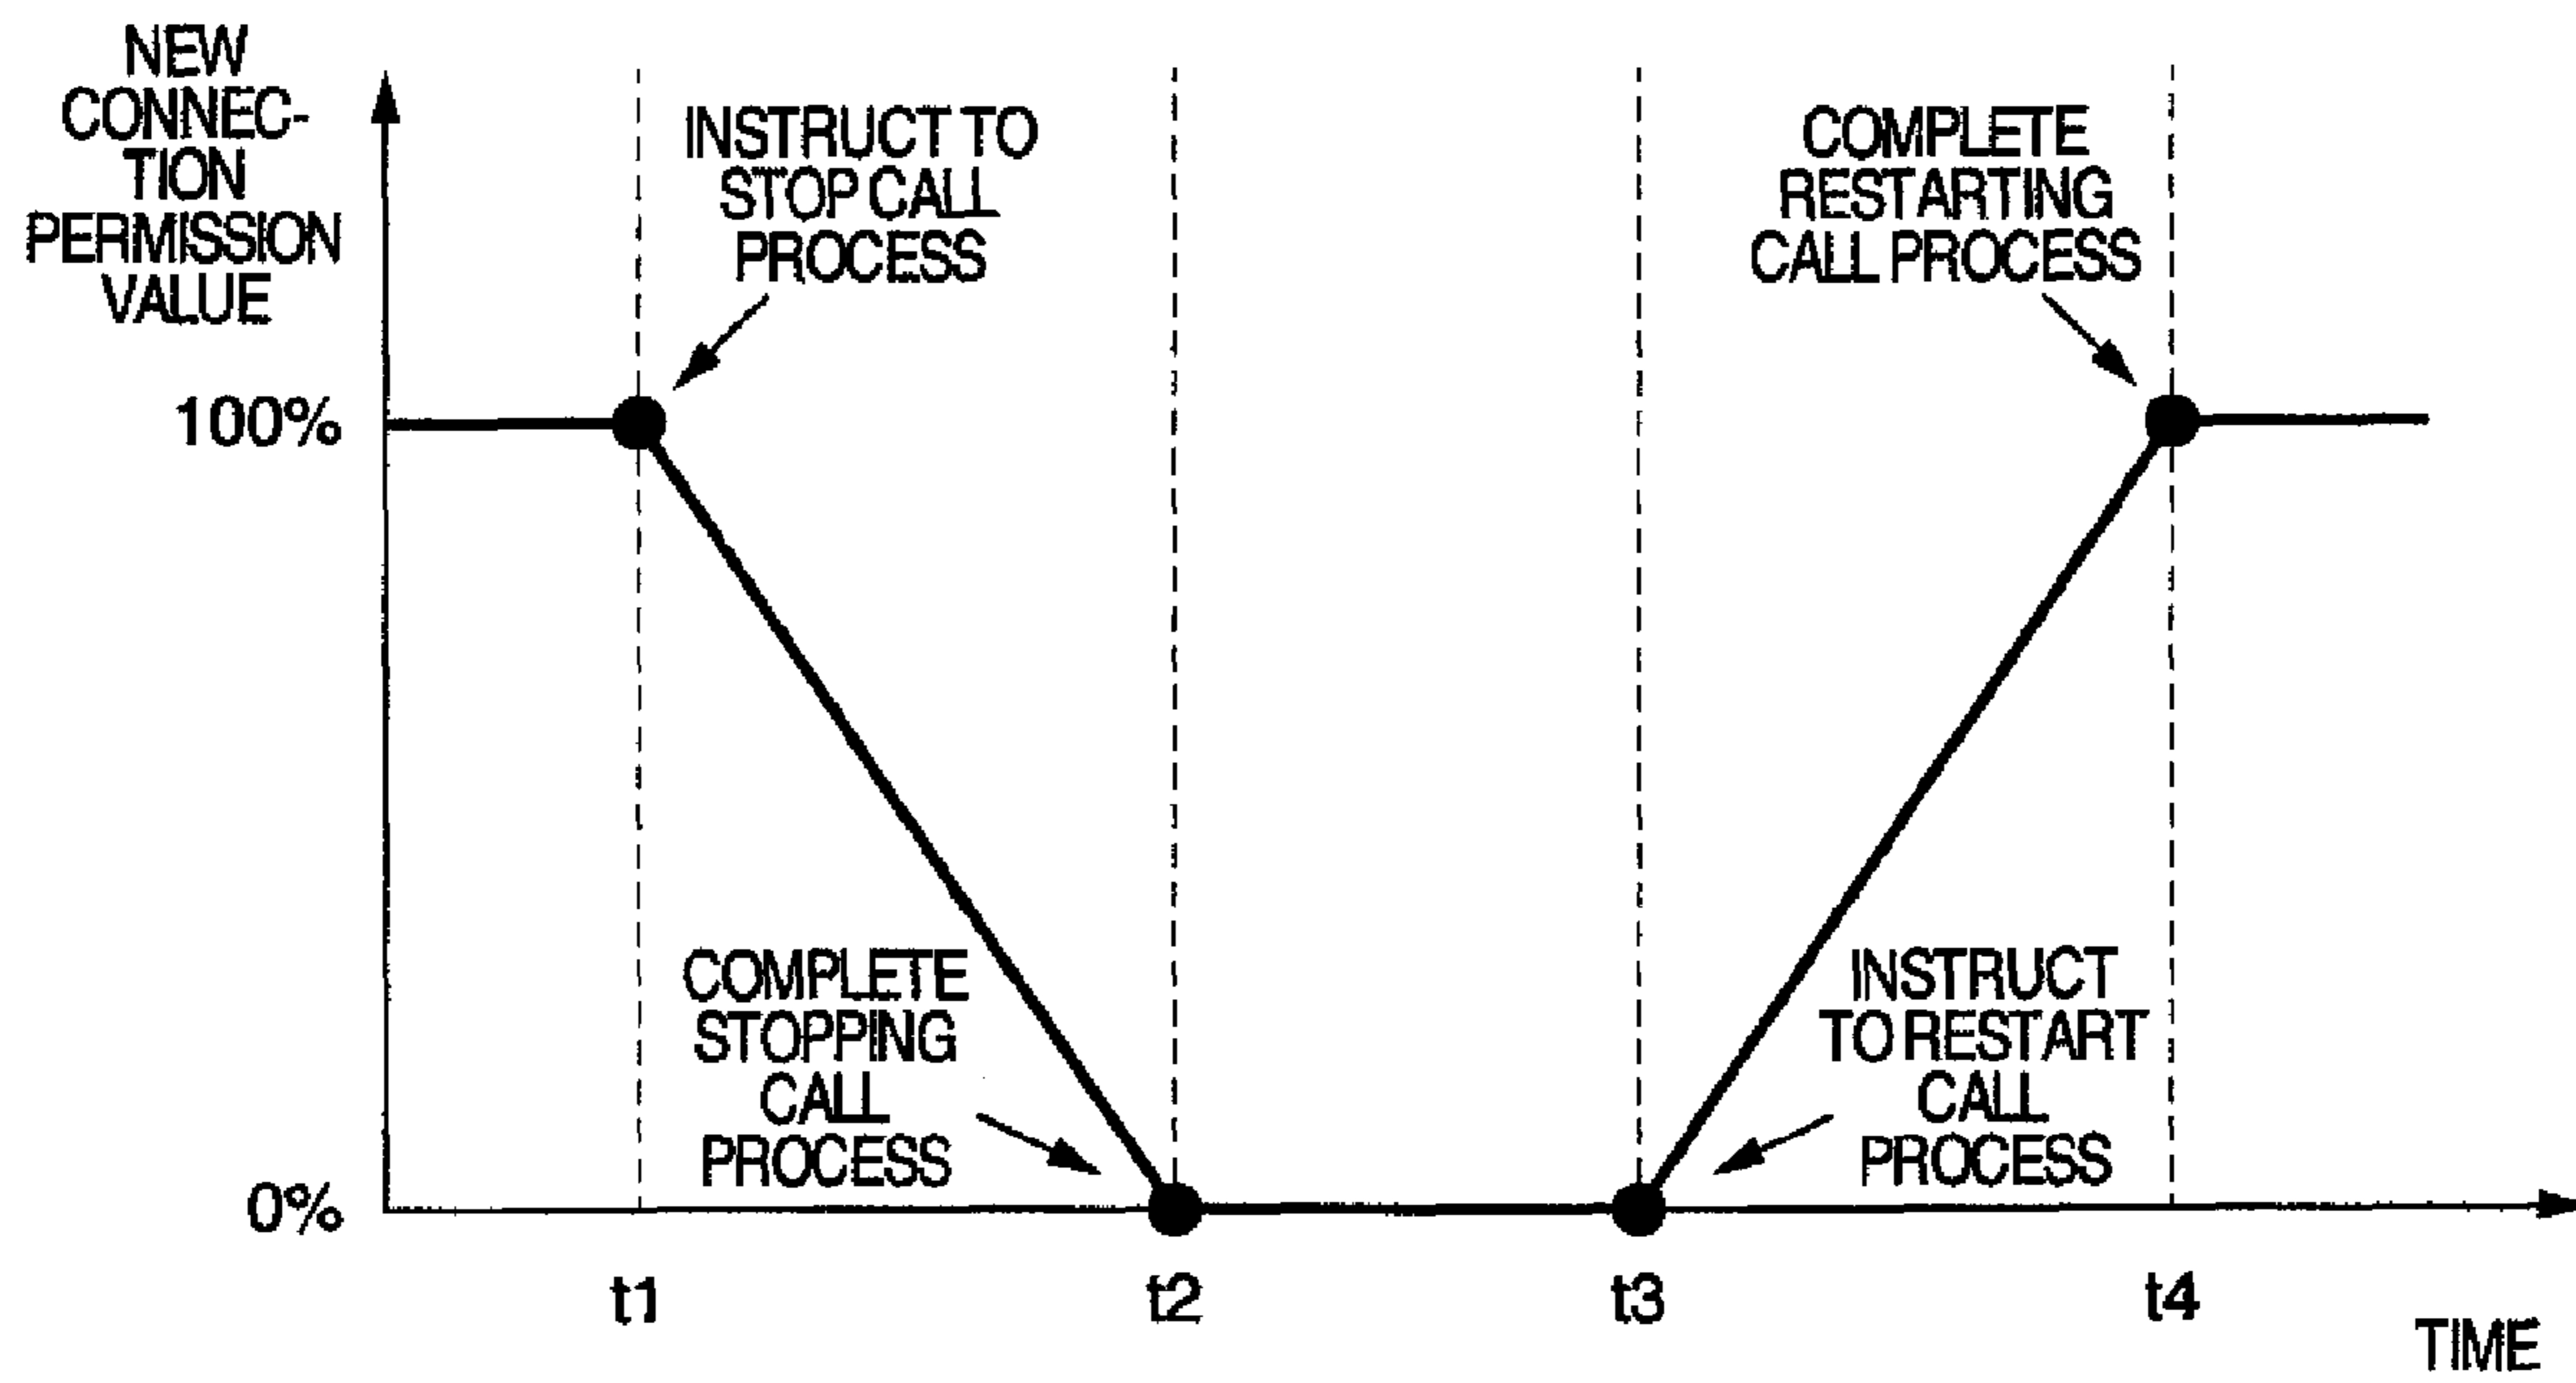 NEW
CONNEC-
TION
PERMISSION
VALUE
INSTRUCT TO
STOP CALL
PROCESS
COMPLETE
RESTARTING
CALL PROCESS
100%
COMPLETE
STOPPING
CALL
PROCESS
INSTRUCT
TO RESTART
CALL
PROCESS
0%
t1
t2
t3
t4
TIME